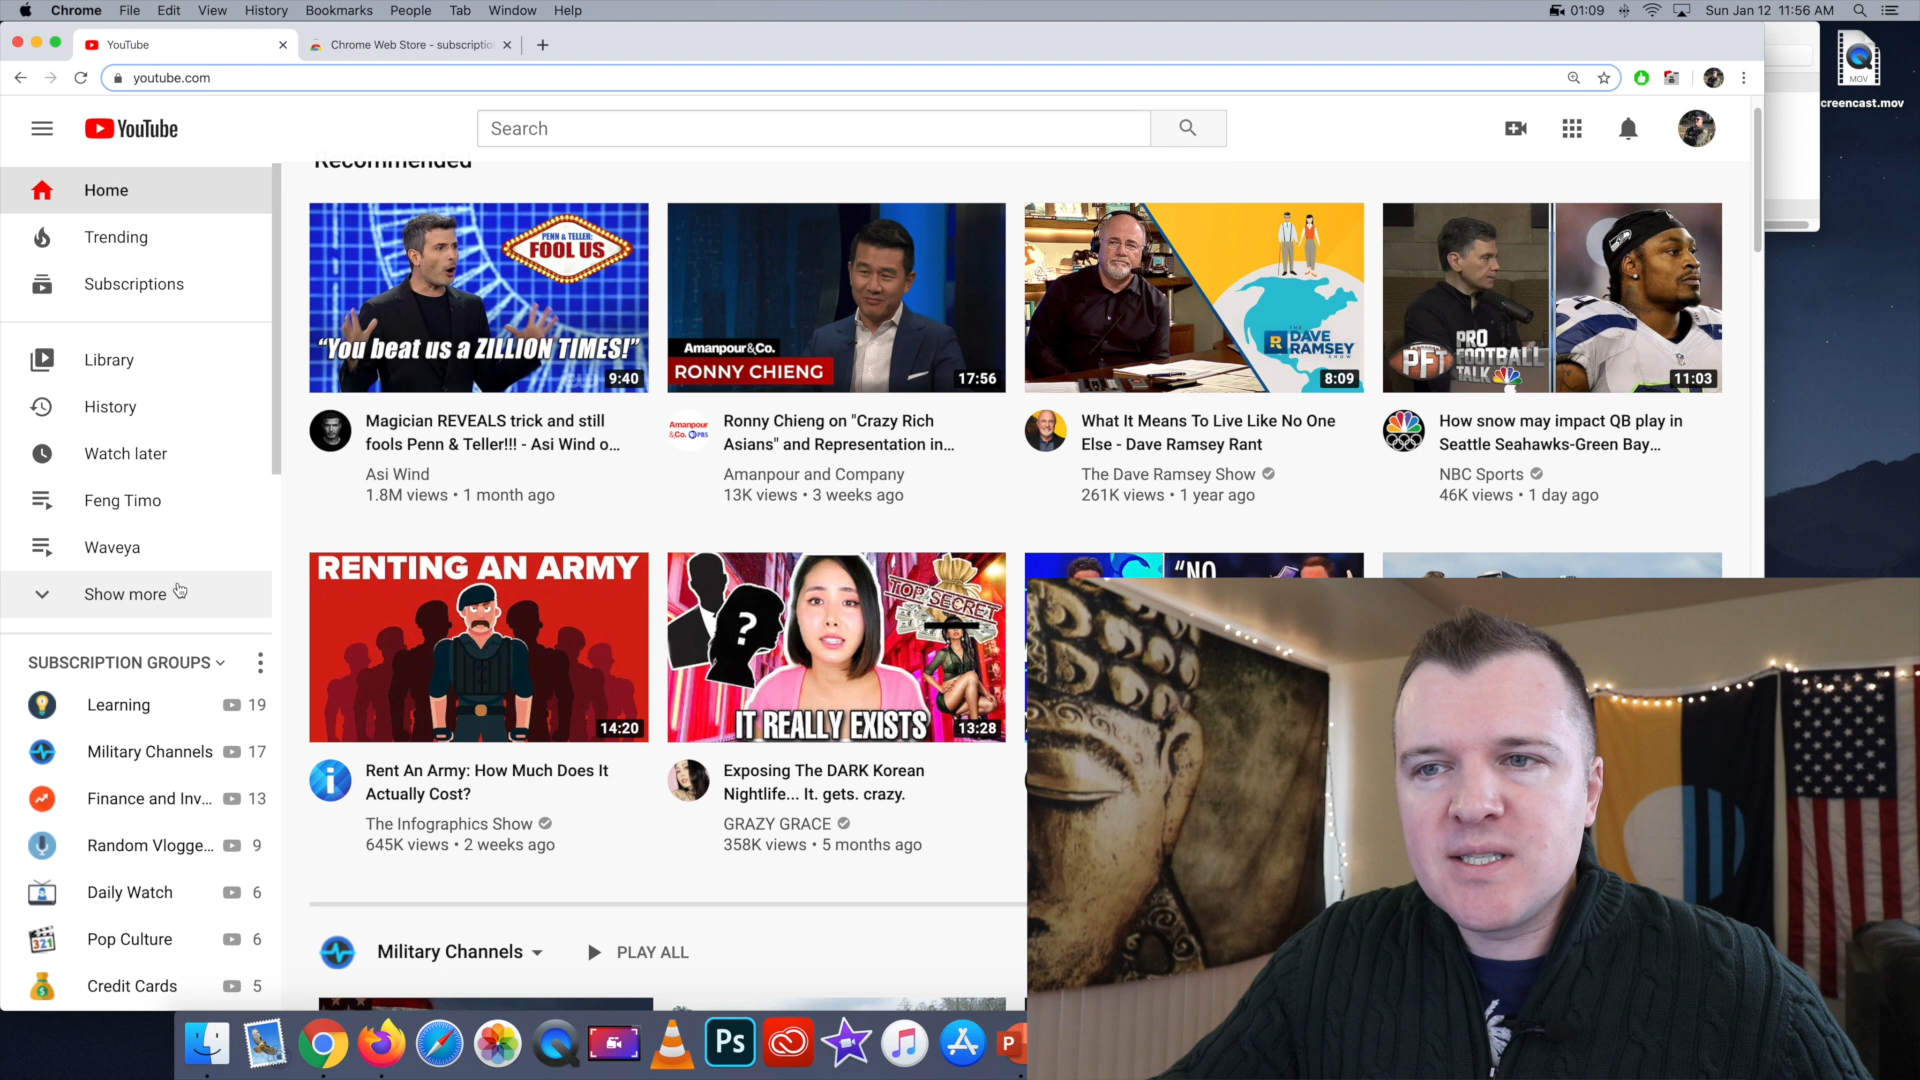 Chrome File Edit View History Bookmarks People Tab Window Help
01:09 Sun Jan 12 11:56 AM
YouTube
Chrome Web Store - subscriptio
youtube.com
MOV
creencast.mov
YouTube
Search
Recommended
Home
Trending
Subscriptions
Library
History
Watch later
Feng Timo
Waveya
Show more
SUBSCRIPTION GROUPS
Learning 19
Military Channels 17
Finance and Inv... 13
Random Vlogge... 9
Daily Watch 6
Pop Culture 6
Credit Cards 5
PENN & TELLER:
FOOL US
"You beat us a ZILLION TIMES!"
9:40
Magician REVEALS trick and still
fools Penn & Teller!!! - Asi Wind o...
Asi Wind
1.8M views • 1 month ago
Amanpour&Co.
RONNY CHIENG
17:56
Amanpour
&Co. PBS
Ronny Chieng on "Crazy Rich
Asians" and Representation in...
Amanpour and Company
13K views • 3 weeks ago
THE
DAVE
RAMSEY
SHOW
R
8:09
What It Means To Live Like No One
Else - Dave Ramsey Rant
The Dave Ramsey Show
261K views • 1 year ago
PFT
PRO
FOOTBALL
TALK
NBC
11:03
How snow may impact QB play in
Seattle Seahawks-Green Bay...
NBC Sports
46K views • 1 day ago
RENTING AN ARMY
14:20
Rent An Army: How Much Does It
Actually Cost?
The Infographics Show
645K views • 2 weeks ago
?
TOP SECRET
IT REALLY EXISTS
13:28
Exposing The DARK Korean
Nightlife... It. gets. crazy.
GRAZY GRACE
358K views • 5 months ago
"NO
Military Channels
PLAY ALL
321
Ps
P